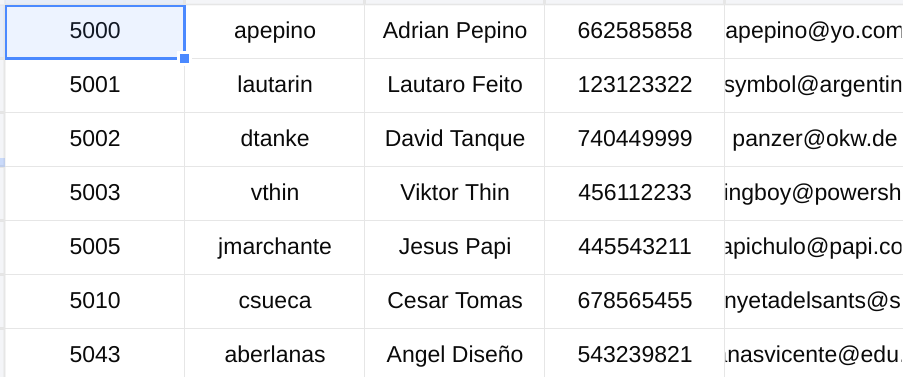 5000 apepino Adrian Pepino 662585858 apepino@yo.com
5001 lautarin Lautaro Feito 123123322 symbol@argentin
5002 dtanke David Tanque 740449999 panzer@okw.de
5003 vthin Viktor Thin 456112233 ingboy@powersh
5005 jmarchante Jesus Papi 445543211 apichulo@papi.co
5010 csueca Cesar Tomas 678565455 nyetadelsants@s
5043 aberlanas Angel Diseño 543239821 anasvicente@edu.